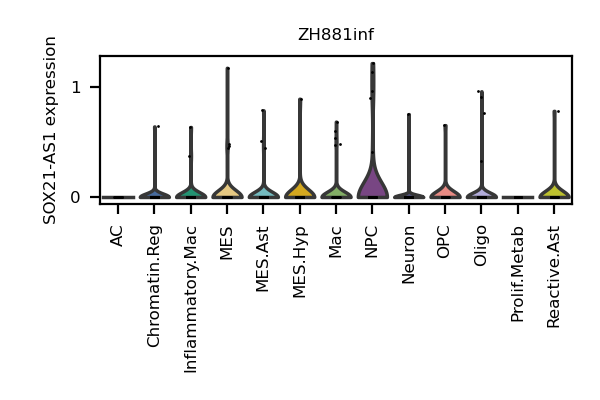 ZH881inf
SOX21-AS1 expression
1
0
AC
Chromatin.Reg
Inflammatory.Mac
MES
MES.Ast
MES.Hyp
Mac
NPC
Neuron
OPC
Oligo
Prolif.Metab
Reactive.Ast